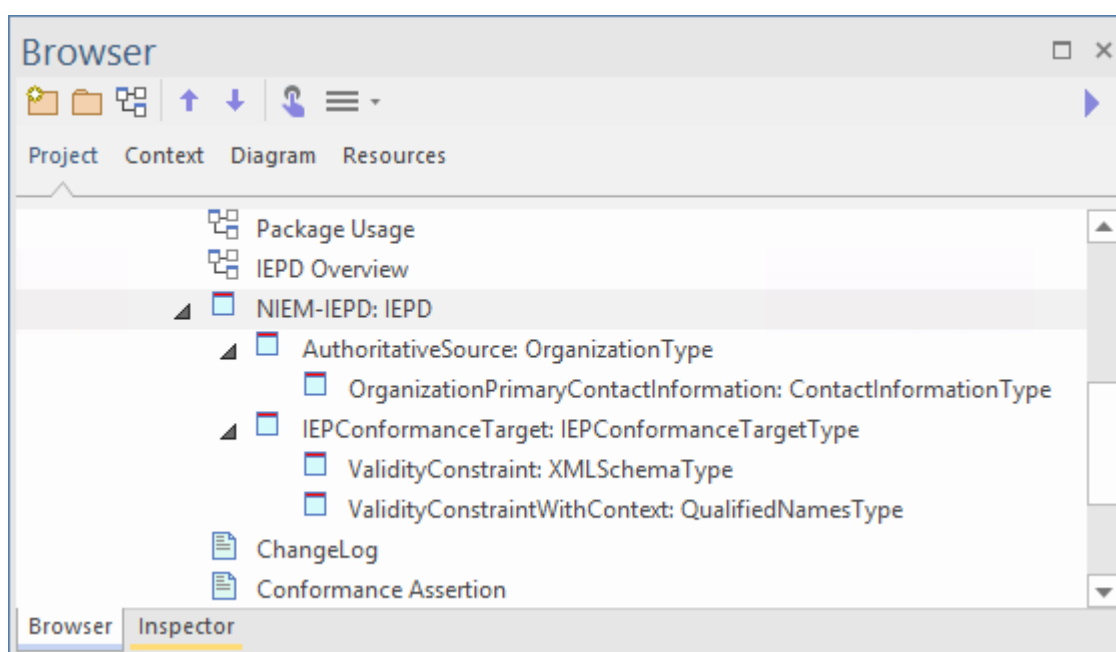 Browser
Project Context Diagram Resources
Package Usage
IEPD Overview
NIEM-IEPD: IEPD
AuthoritativeSource: OrganizationType
OrganizationPrimaryContactInformation: ContactInformationType
IEPConformanceTarget: IEPConformanceTargetType
ValidityConstraint: XMLSchemaType
ValidityConstraintWithContext: QualifiedNamesType
ChangeLog
Conformance Assertion
Browser Inspector